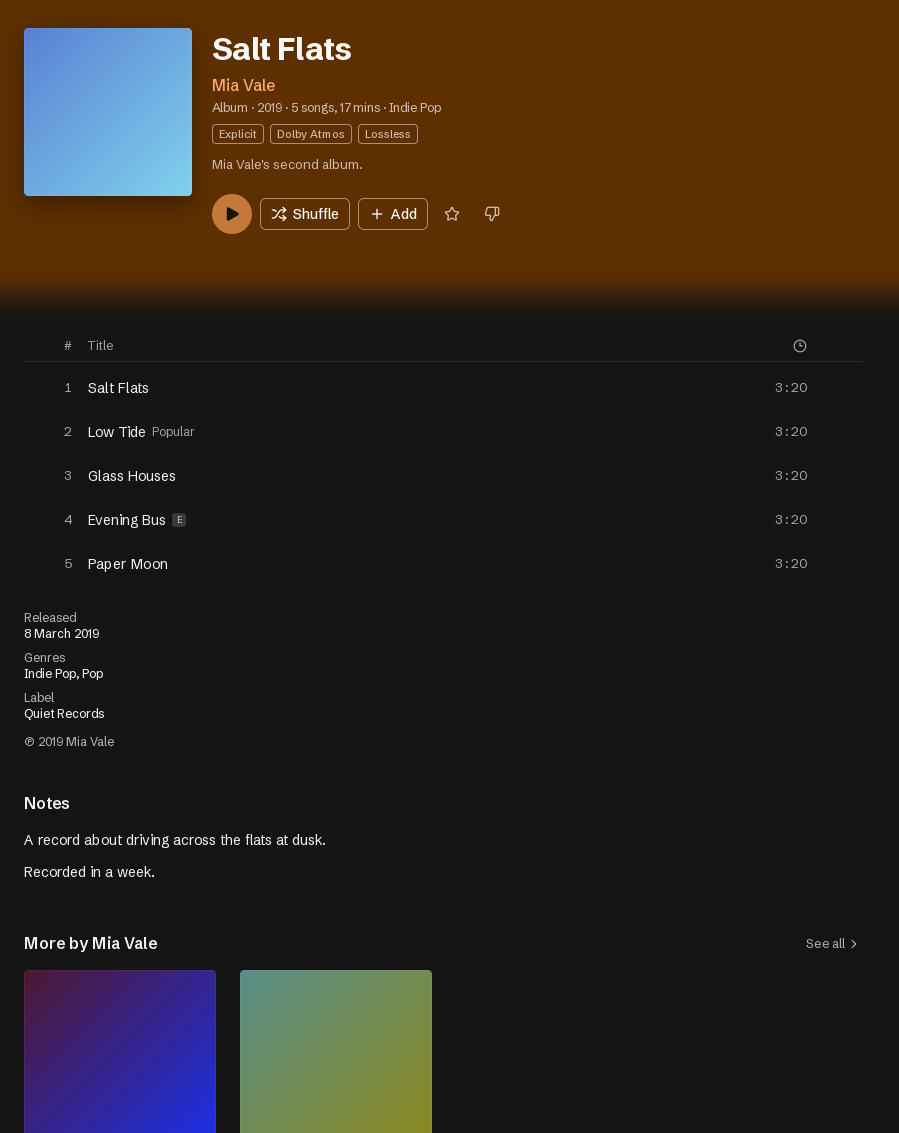 Salt Flats
Mia Vale
Album · 2019 · 5 songs, 17 mins · Indie Pop
Explicit Dolby Atmos Lossless
Mia Vale's second album.
Shuffle Add
# Title
1 Salt Flats 3:20
2 Low Tide Popular 3:20
3 Glass Houses 3:20
4 Evening Bus E 3:20
5 Paper Moon 3:20
Released
8 March 2019
Genres
Indie Pop, Pop
Label
Quiet Records
℗ 2019 Mia Vale
Notes
A record about driving across the flats at dusk.
Recorded in a week.
More by Mia Vale See all